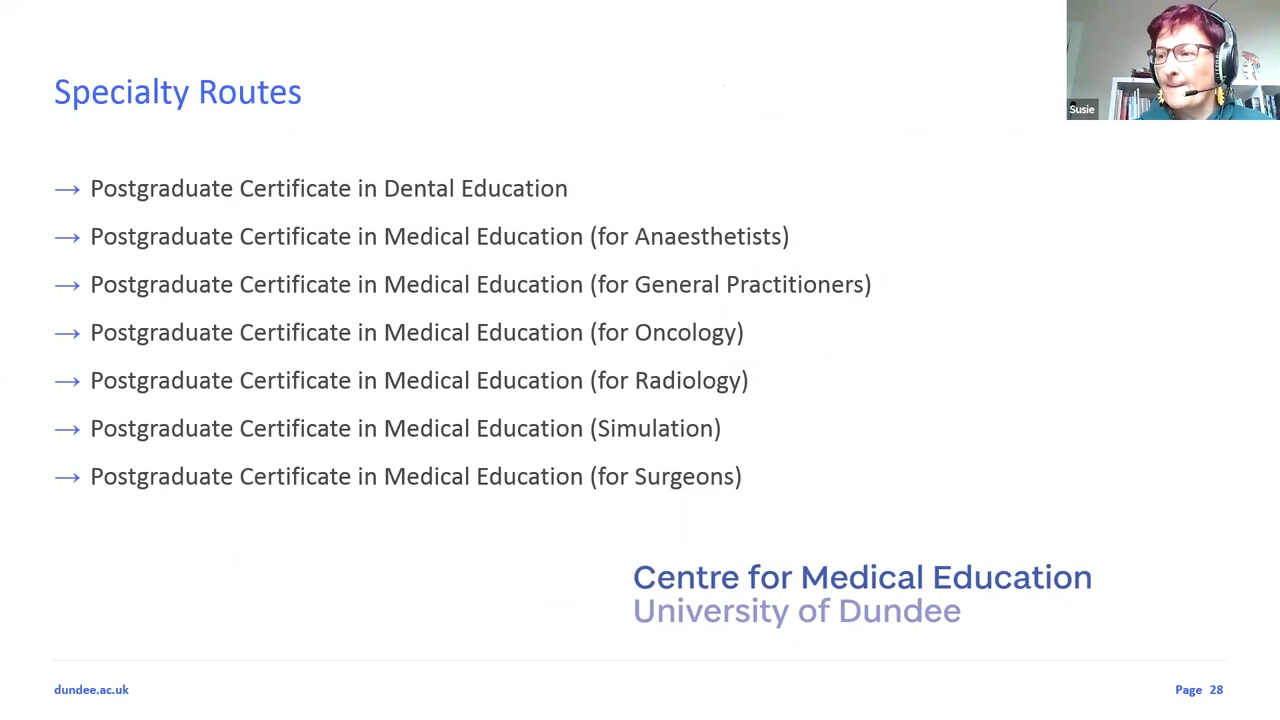 Specialty Routes
Susie
→ Postgraduate Certificate in Dental Education
→ Postgraduate Certificate in Medical Education (for Anaesthetists)
→ Postgraduate Certificate in Medical Education (for General Practitioners)
→ Postgraduate Certificate in Medical Education (for Oncology)
→ Postgraduate Certificate in Medical Education (for Radiology)
→ Postgraduate Certificate in Medical Education (Simulation)
→ Postgraduate Certificate in Medical Education (for Surgeons)
Centre for Medical Education
University of Dundee
dundee.ac.uk
Page 28